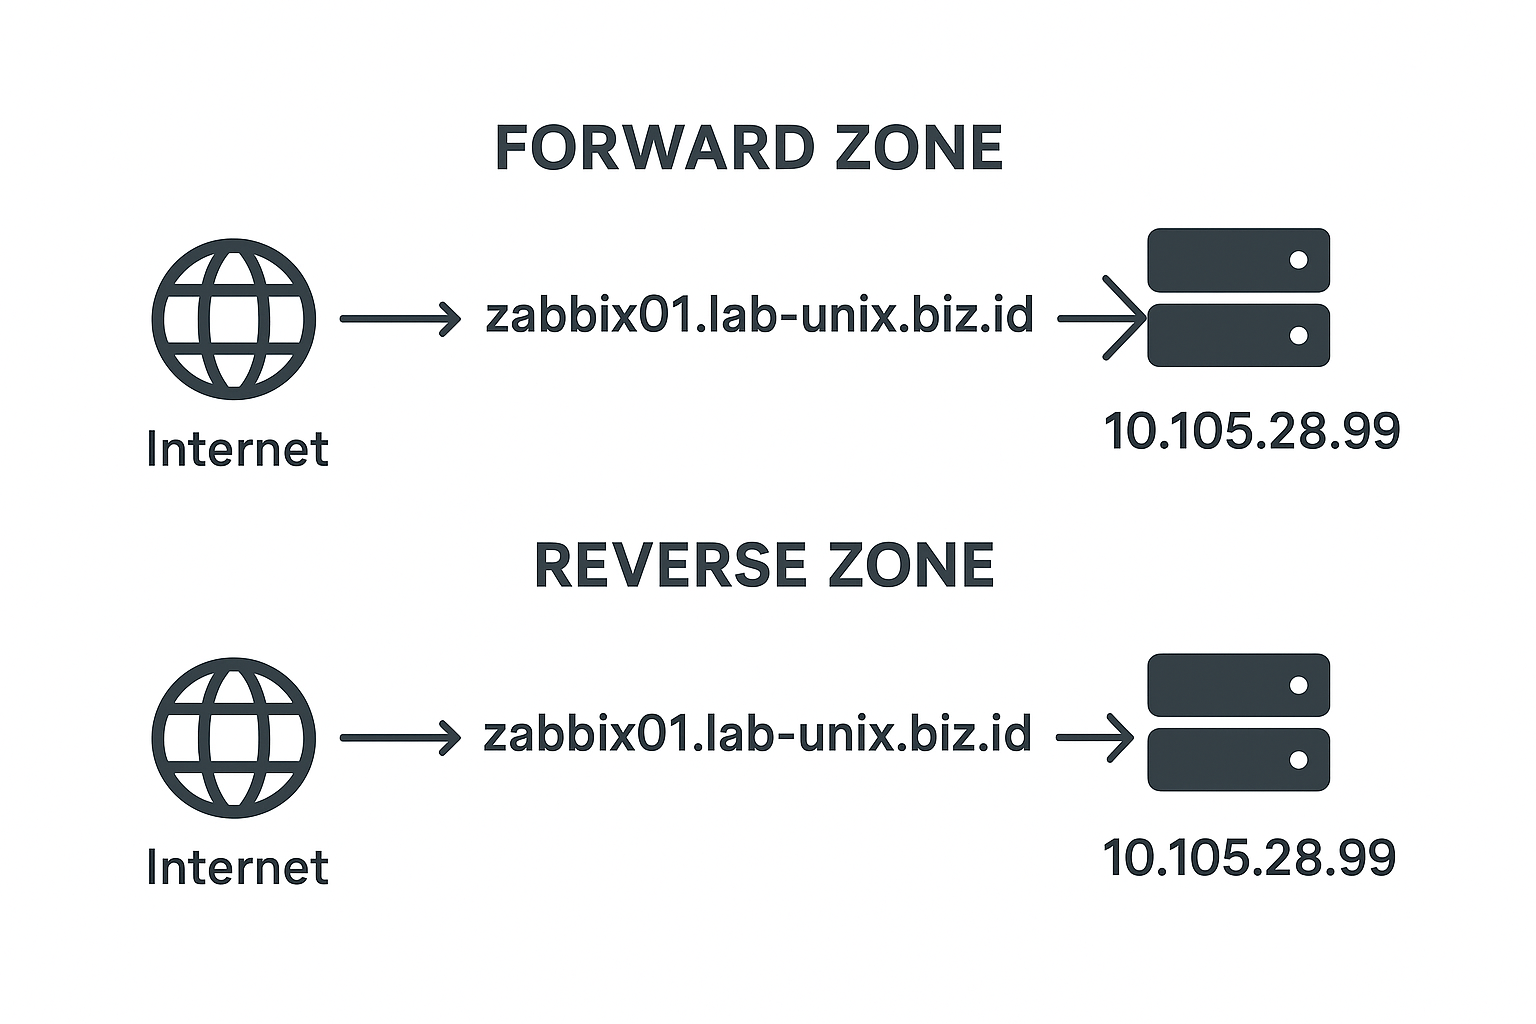 FORWARD ZONE
zabbix01.lab-unix.biz.id
Internet
10.105.28.99
REVERSE ZONE
zabbix01.lab-unix.biz.id
Internet
10.105.28.99